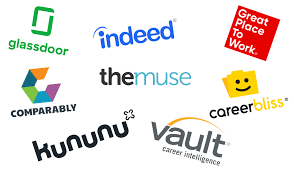 glassdoor
indeed®
Great
Place
To
Work®
themuse
COMPARABLY
careerbliss®
kununu
vault®
career intelligence